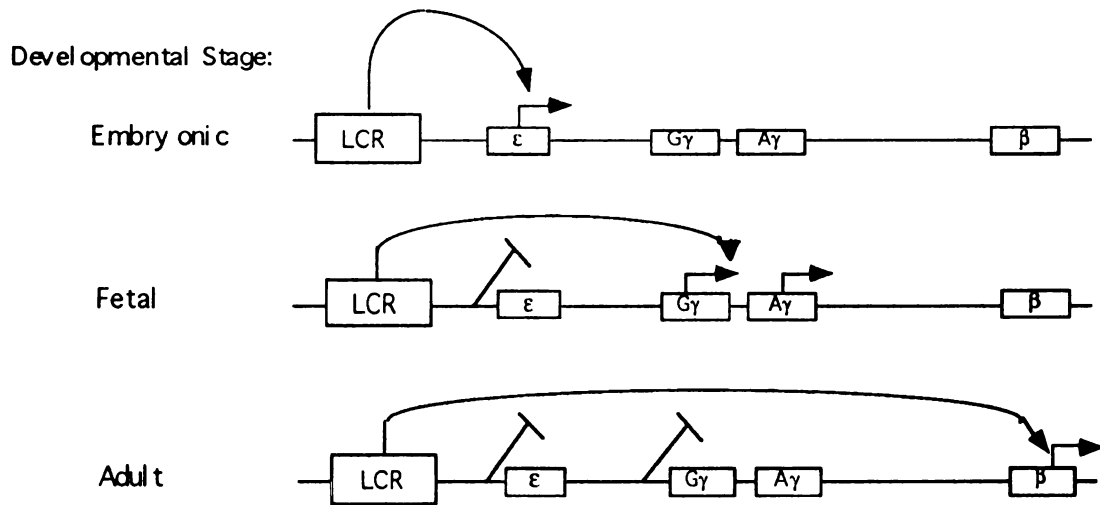 Developmental Stage:
Embryonic
LCR ε Gγ Aγ β
Fetal
LCR ε Gγ Aγ β
Adult
LCR ε Gγ Aγ β